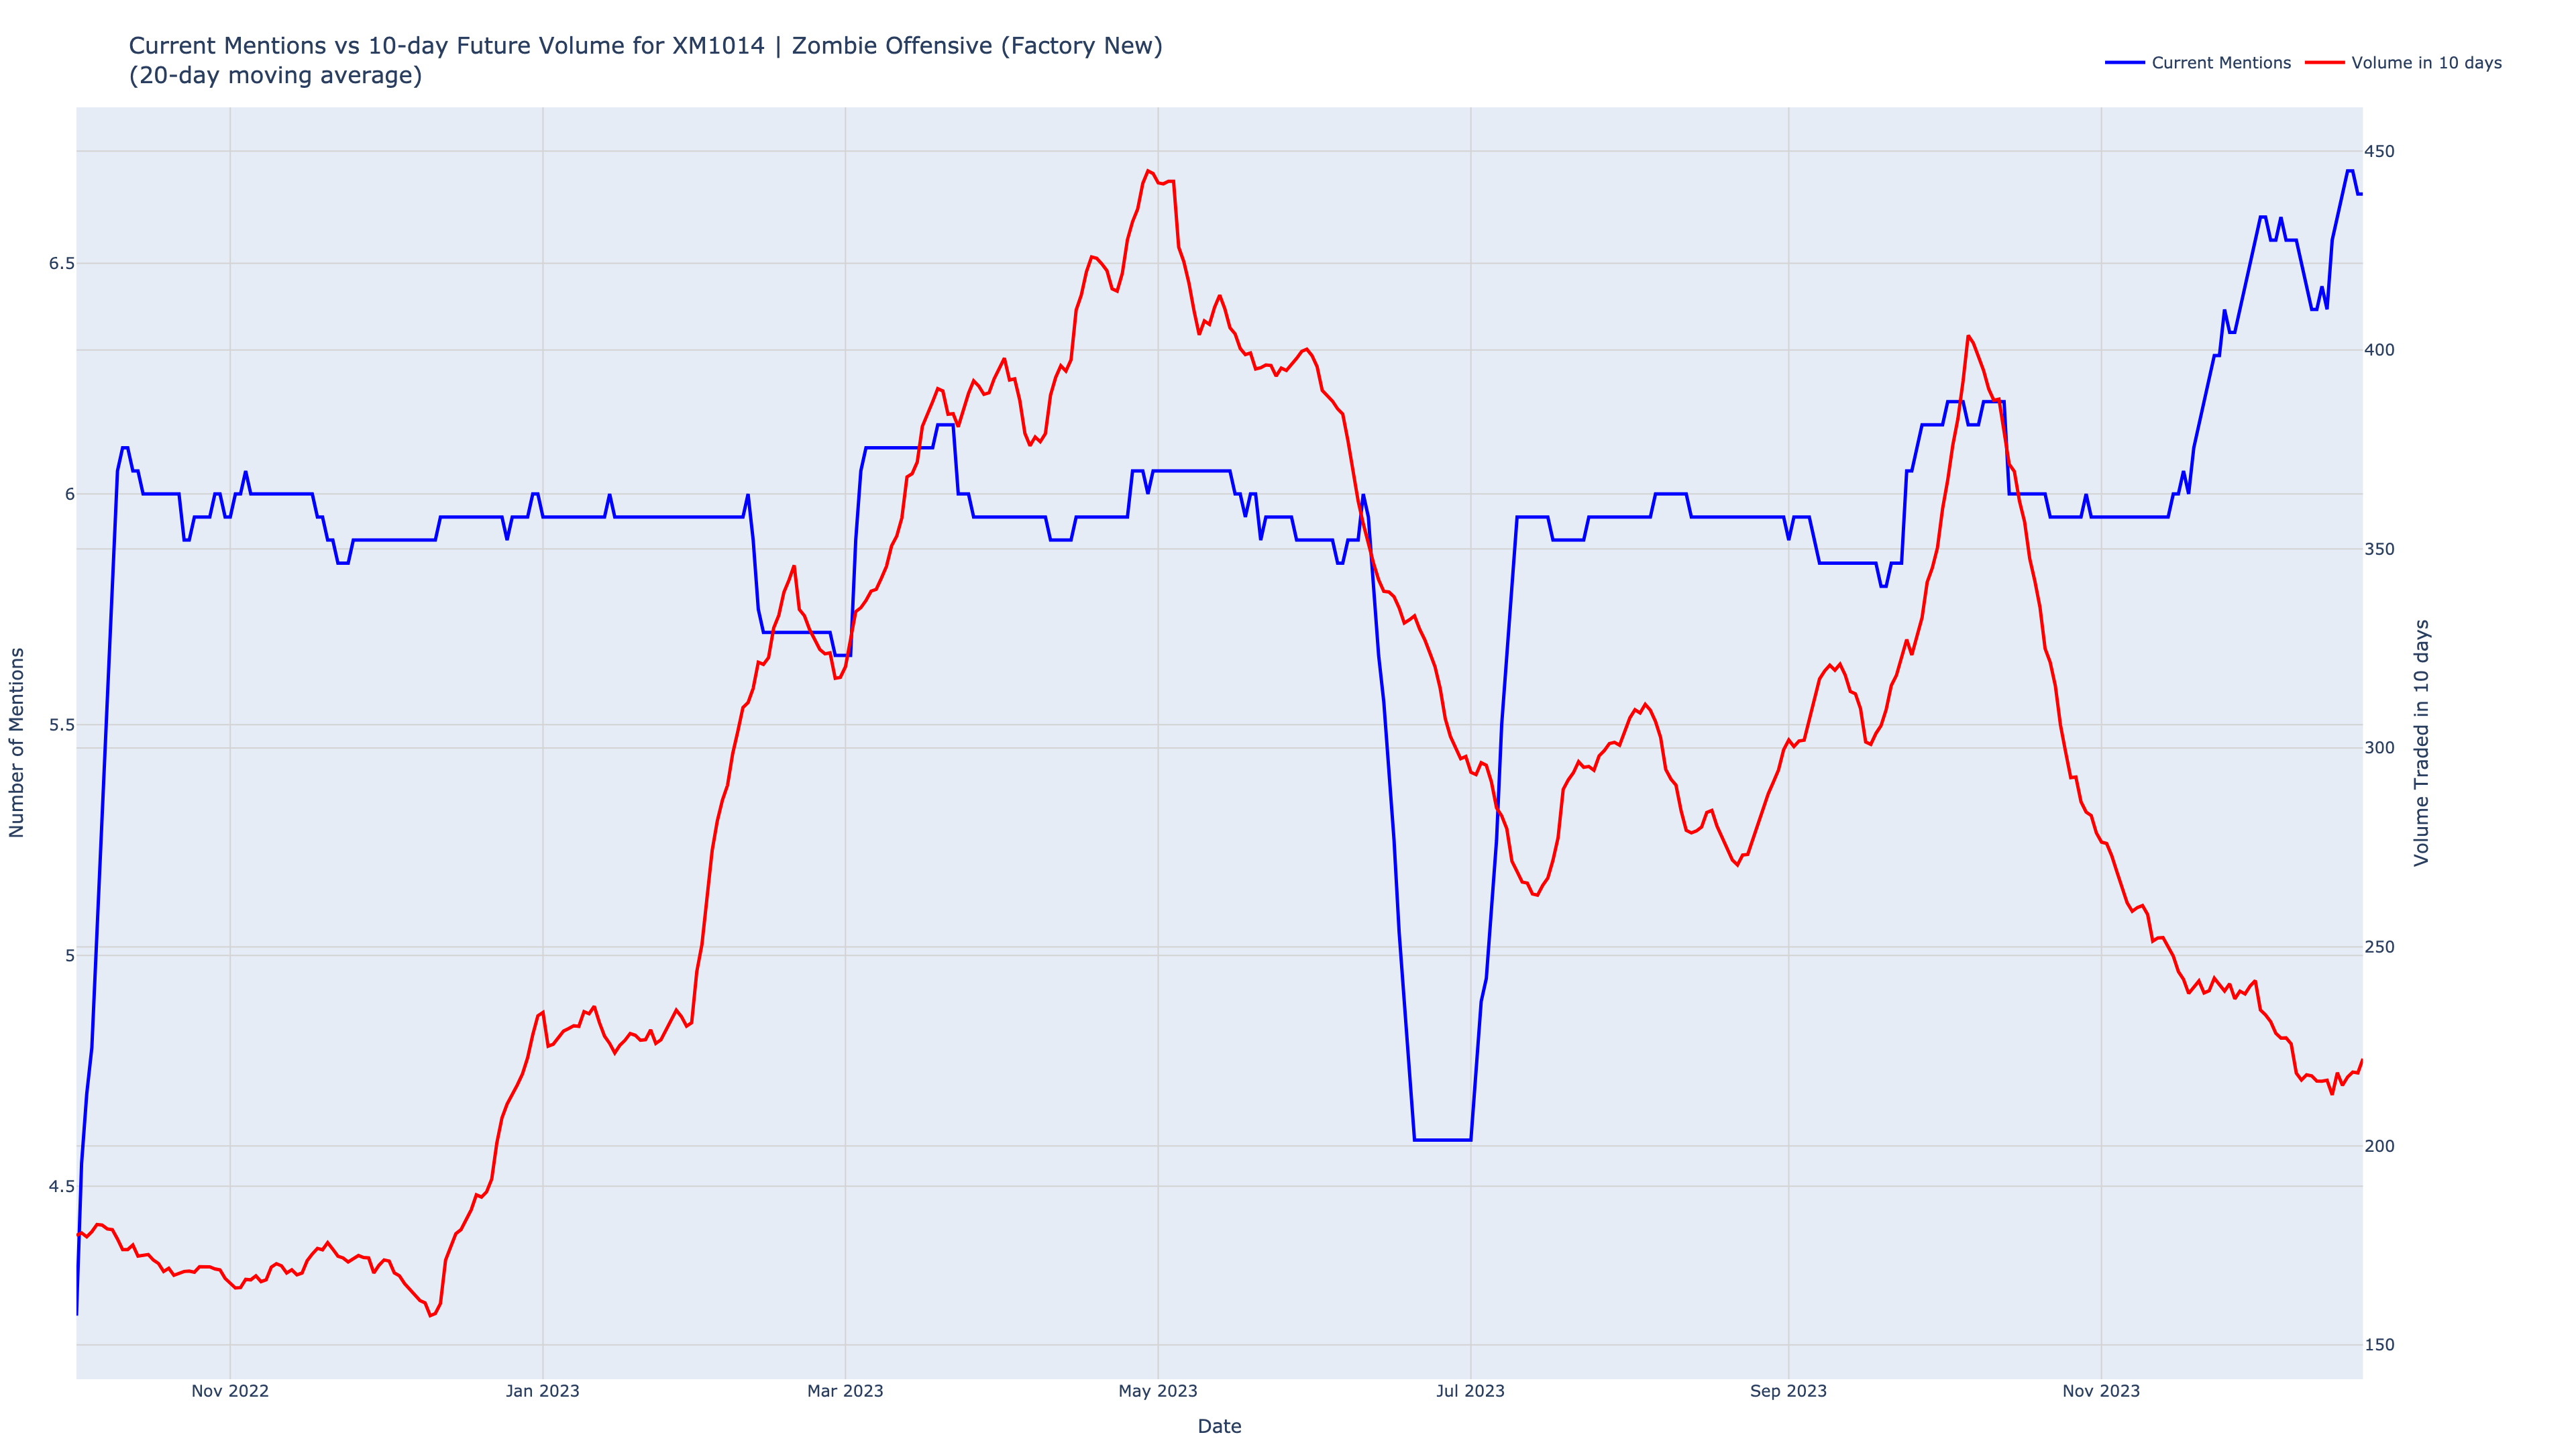 Current Mentions vs 10-day Future Volume for XM1014 | Zombie Offensive (Factory New)
(20-day moving average)
Current Mentions
Volume in 10 days
Number of Mentions
6.5
6
5.5
5
4.5
450
400
350
300
250
200
150
Volume Traded in 10 days
Nov 2022
Jan 2023
Mar 2023
May 2023
Jul 2023
Sep 2023
Nov 2023
Date